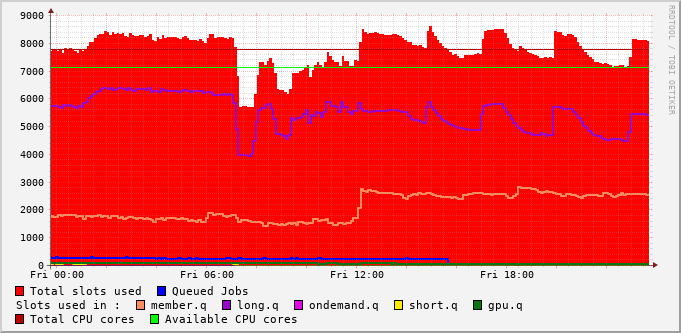 9000
8000
7000
6000
5000
4000
3000
2000
1000
0
Fri 00:00 Fri 06:00 Fri 12:00 Fri 18:00
RRDTOOL / TOBI OETIKER
Total slots used Queued Jobs
Slots used in : member.q long.q ondemand.q short.q gpu.q
Total CPU cores Available CPU cores